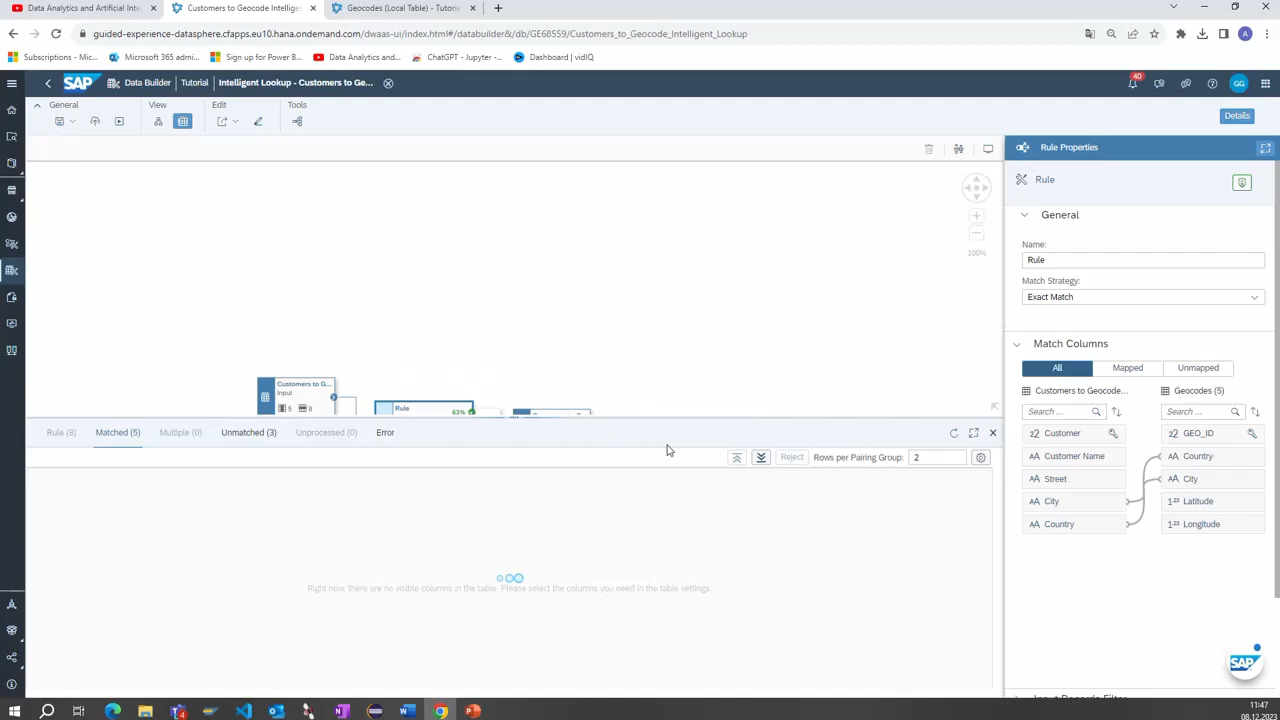 Data Analytics and Artificial Inte
Customers to Geocode Intellige
Geocodes (Local Table) - Tutoria
guided-experience-datasphere.cfapps.eu10.hana.ondemand.com/dwaas-ui/index.html#/databuilder&/db/GE68559/Customers_to_Geocode_Intelligent_Lookup
Subscriptions - Mic...
Microsoft 365 admi...
Sign up for Power B...
Data Analytics and...
ChatGPT - Jupyter -...
Dashboard | vidIQ
SAP
Data Builder
Tutorial
Intelligent Lookup - Customers to Ge...
40
GG
General
View
Edit
Tools
Details
Rule Properties
Rule
General
Name:
Rule
Match Strategy:
Exact Match
100%
Match Columns
All
Mapped
Unmapped
Customers to Geocode...
Geocodes (5)
Search ...
Search ...
Customer
GEO_ID
Customer Name
Country
Street
City
City
Latitude
Country
Longitude
Customers to G...
Input
5
8
Rule
63%
Rule (8)
Matched (5)
Multiple (0)
Unmatched (3)
Unprocessed (0)
Error
Reject
Rows per Pairing Group:
2
Right now, there are no visible columns in the table. Please select the columns you need in the table settings.
SAP
11:47
08.12.2023